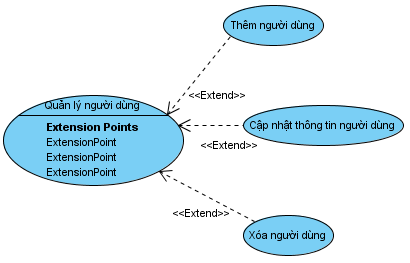 Thêm người dùng
<<Extend>>
Quản lý người dùng
Extension Points
ExtensionPoint
ExtensionPoint
ExtensionPoint
Cập nhật thông tin người dùng
<<Extend>>
<<Extend>>
Xóa người dùng